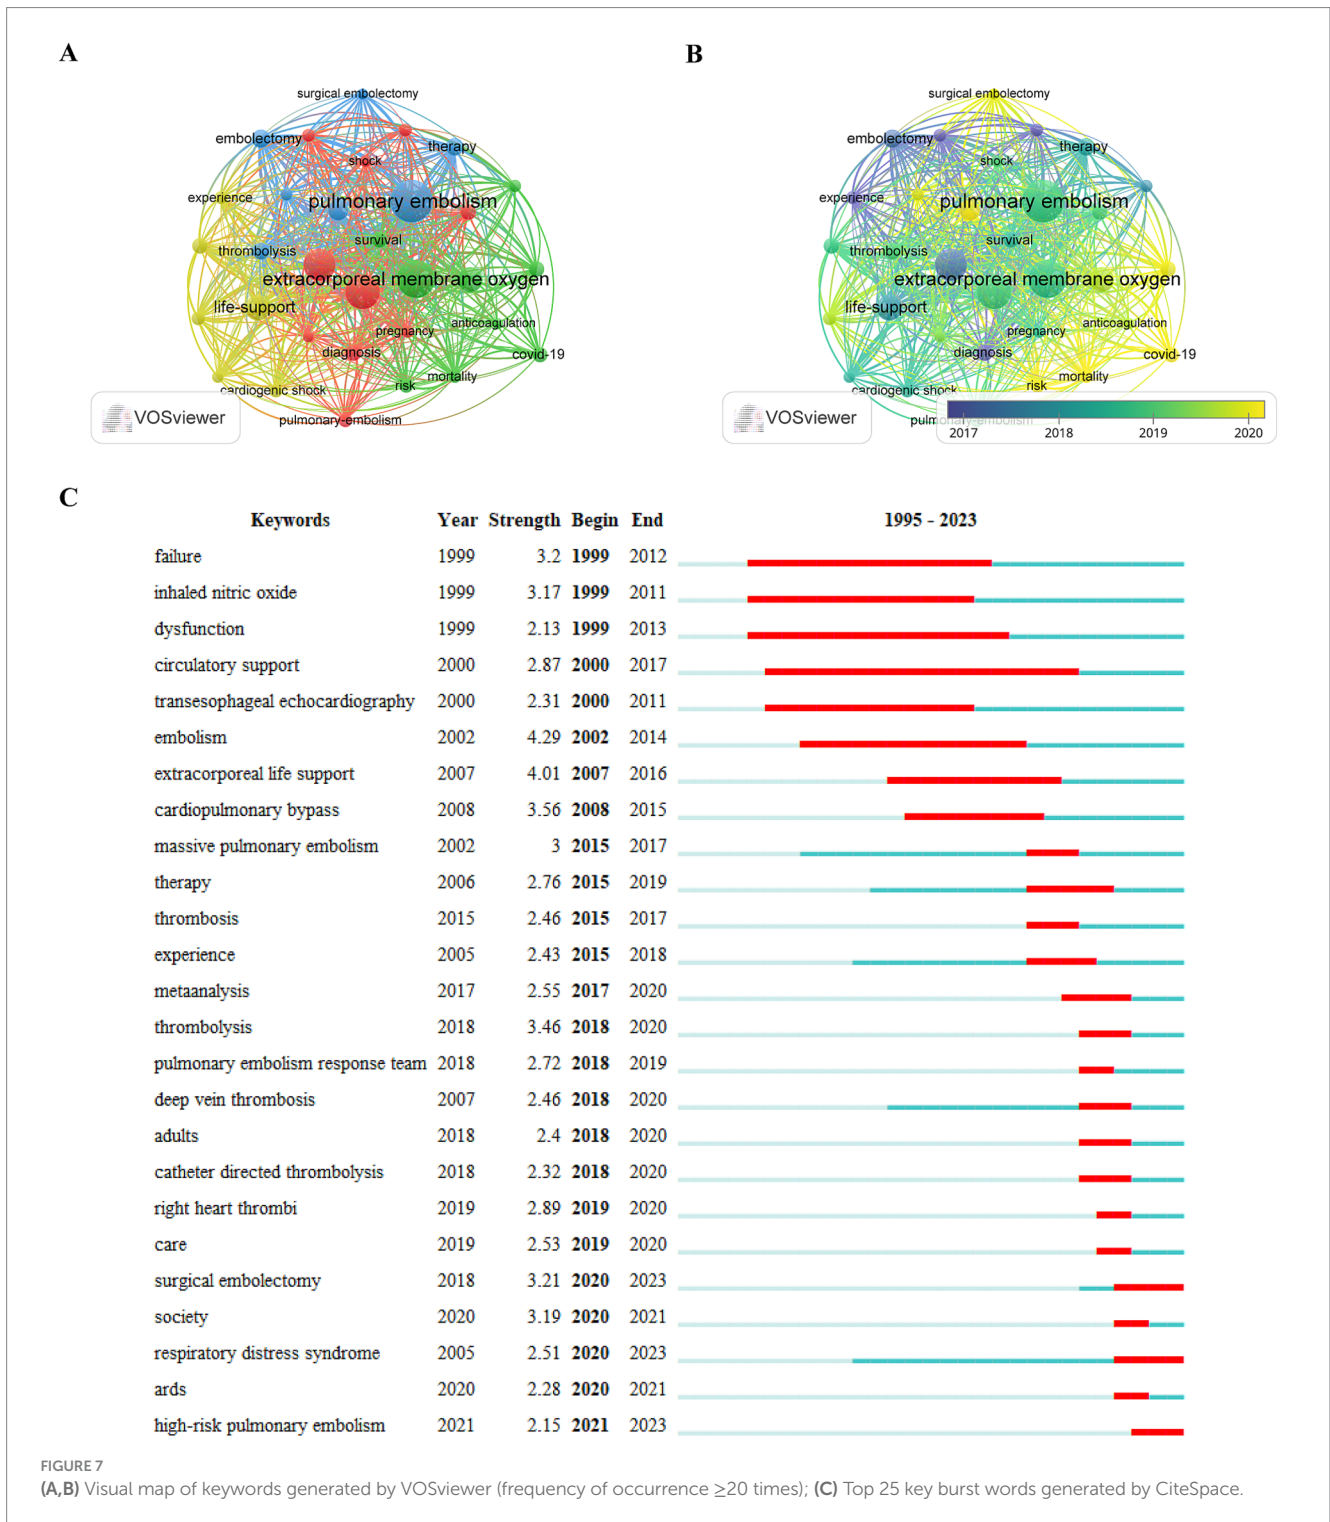 A
surgical embolectomy
embolectomy
therapy
shock
experience
pulmonary embolism
survival
thrombolysis
extracorporeal membrane oxygen
life-support
pregnancy
anticoagulation
diagnosis
covid-19
mortality
risk
cardiogenic shock
pulmonary-embolism
VOSviewer
B
surgical embolectomy
embolectomy
therapy
shock
experience
pulmonary embolism
survival
thrombolysis
extracorporeal membrane oxygen
life-support
pregnancy
anticoagulation
diagnosis
covid-19
mortality
risk
cardiogenic shock
pulmonary-embolism
VOSviewer
2017 2018 2019 2020
C
Keywords Year Strength Begin End 1995 - 2023
failure 1999 3.2 1999 2012
inhaled nitric oxide 1999 3.17 1999 2011
dysfunction 1999 2.13 1999 2013
circulatory support 2000 2.87 2000 2017
transesophageal echocardiography 2000 2.31 2000 2011
embolism 2002 4.29 2002 2014
extracorporeal life support 2007 4.01 2007 2016
cardiopulmonary bypass 2008 3.56 2008 2015
massive pulmonary embolism 2002 3 2015 2017
therapy 2006 2.76 2015 2019
thrombosis 2015 2.46 2015 2017
experience 2005 2.43 2015 2018
metaanalysis 2017 2.55 2017 2020
thrombolysis 2018 3.46 2018 2020
pulmonary embolism response team 2018 2.72 2018 2019
deep vein thrombosis 2007 2.46 2018 2020
adults 2018 2.4 2018 2020
catheter directed thrombolysis 2018 2.32 2018 2020
right heart thrombi 2019 2.89 2019 2020
care 2019 2.53 2019 2020
surgical embolectomy 2018 3.21 2020 2023
society 2020 3.19 2020 2021
respiratory distress syndrome 2005 2.51 2020 2023
ards 2020 2.28 2020 2021
high-risk pulmonary embolism 2021 2.15 2021 2023
FIGURE 7
(A,B) Visual map of keywords generated by VOSviewer (frequency of occurrence ≥20 times); (C) Top 25 key burst words generated by CiteSpace.